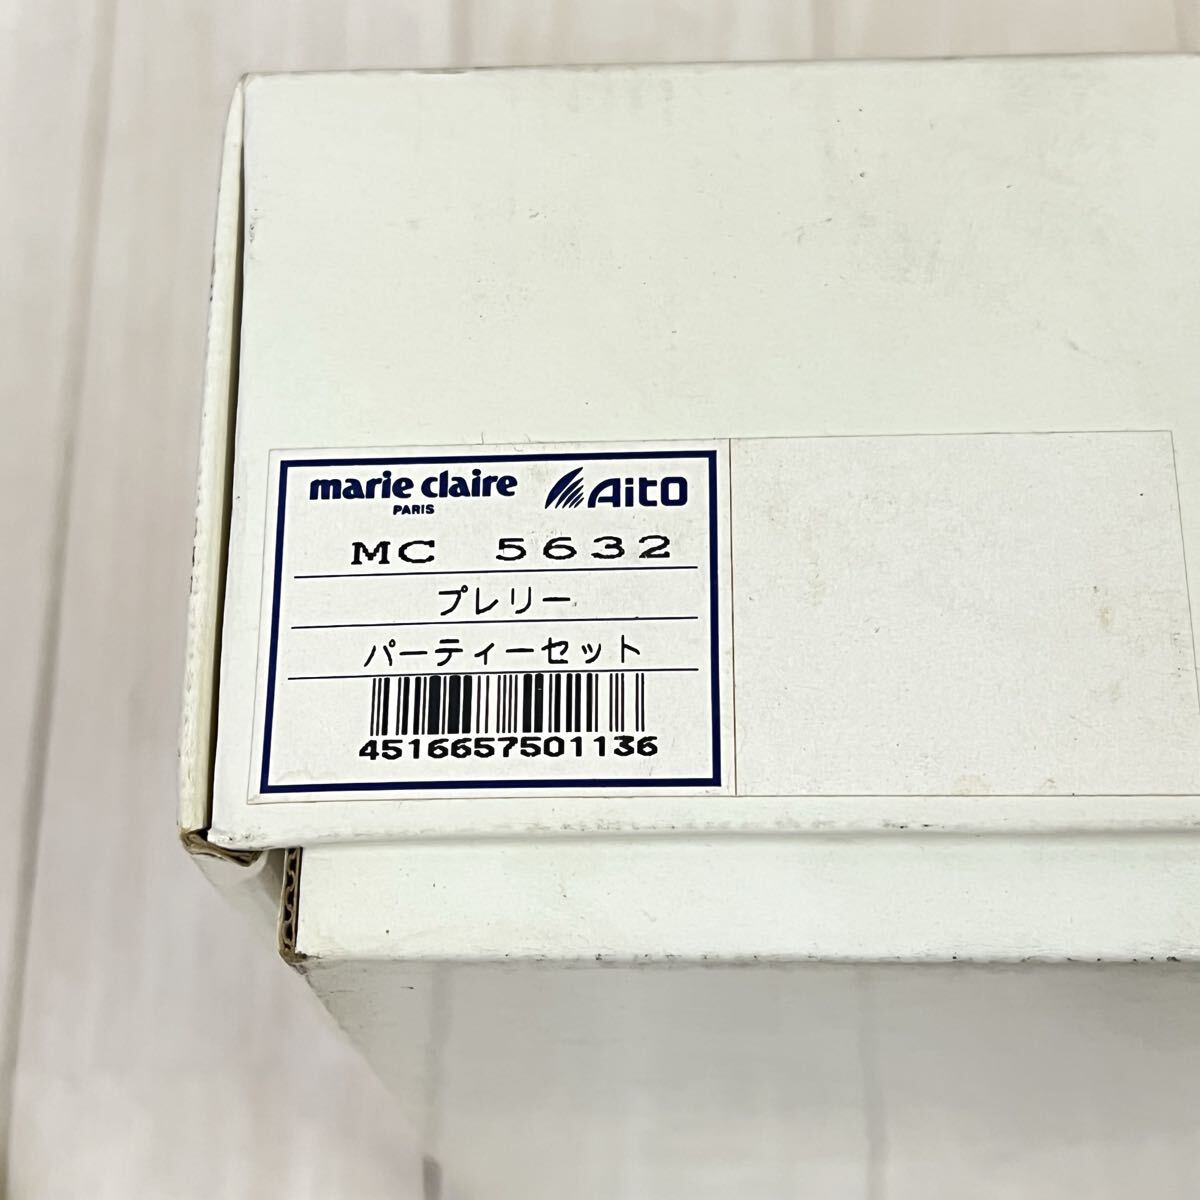 marie claire Aito
PARIS
MC 5632
プレリー
パーティーセット
4516657501136